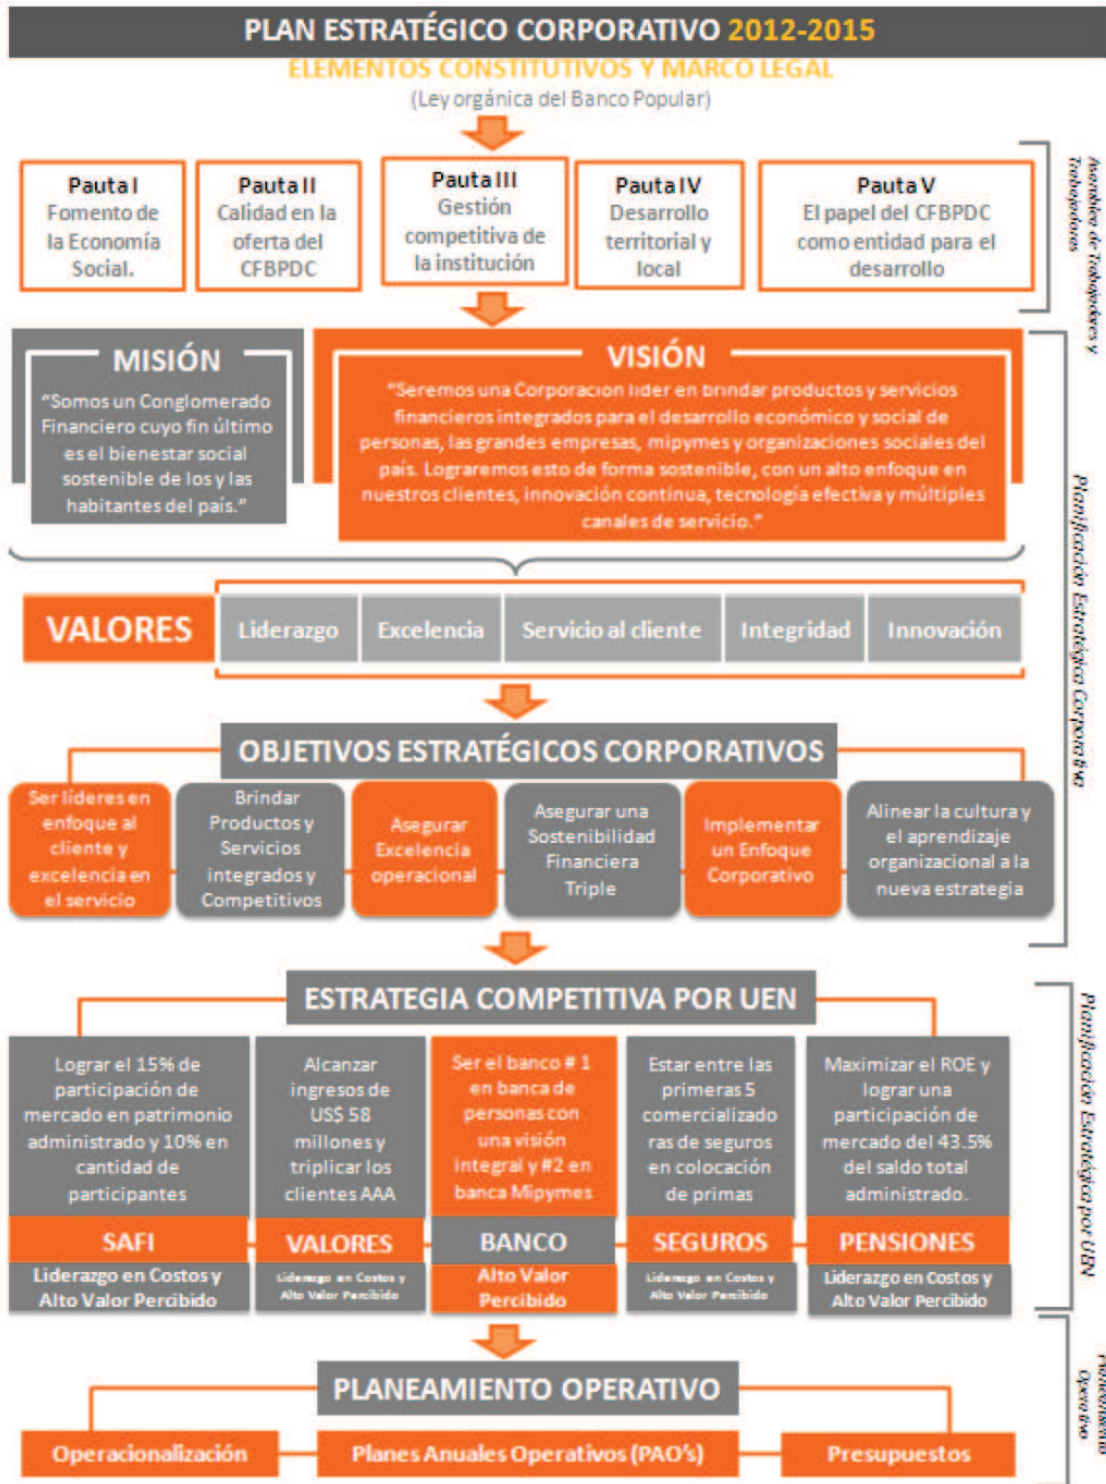 PLAN ESTRATÉGICO CORPORATIVO 2012-2015
ELEMENTOS CONSTITUTIVOS Y MARCO LEGAL
(Ley orgánica del Banco Popular)
Pauta I
Fomento de
la Economía
Social.
Pauta II
Calidad en la
oferta del
CFBPDC
Pauta III
Gestión
competitiva de
la institución
Pauta IV
Desarrollo
territorial y
local
Pauta V
El papel del CFBPDC
como entidad para el
desarrollo
Asamblea de Trabajadores y
Trabajadoras
MISIÓN
“Somos un Conglomerado
Financiero cuyo fin último
es el bienestar social
sostenible de los y las
habitantes del país.”
VISIÓN
“Seremos una Corporación líder en brindar productos y servicios
financieros integrados para el desarrollo económico y social de
personas, las grandes empresas, mipymes y organizaciones sociales del
país. Lograremos esto de forma sostenible, con un alto enfoque en
nuestros clientes, innovación continua, tecnología efectiva y múltiples
canales de servicio.”
VALORES
Liderazgo
Excelencia
Servicio al cliente
Integridad
Innovación
OBJETIVOS ESTRATÉGICOS CORPORATIVOS
Ser líderes en
enfoque al
cliente y
excelencia en
el servicio
Brindar
Productos y
Servicios
integrados y
Competitivos
Asegurar
Excelencia
operacional
Asegurar una
Sostenibilidad
Financiera
Triple
Implementar
un Enfoque
Corporativo
Alinear la cultura y
el aprendizaje
organizacional a la
nueva estrategia
Planificación Estratégica Corporativa
ESTRATEGIA COMPETITIVA POR UEN
Lograr el 15% de
participación de
mercado en patrimonio
administrado y 10% en
cantidad de
participantes
SAFI
Liderazgo en Costos y
Alto Valor Percibido
Alcanzar
ingresos de
US$ 58
millones y
triplicar los
clientes AAA
VALORES
Liderazgo en Costos y
Alto Valor Percibido
Ser el banco # 1
en banca de
personas con
una visión
integral y #2 en
banca Mipymes
BANCO
Alto Valor
Percibido
Estar entre las
primeras 5
comercializado
ras de seguros
en colocación
de primas
SEGUROS
Liderazgo en Costos y
Alto Valor Percibido
Maximizar el ROE y
lograr una
participación de
mercado del 43.5%
del saldo total
administrado.
PENSIONES
Liderazgo en Costos y
Alto Valor Percibido
Planificación Estratégica por UEN
PLANEAMIENTO OPERATIVO
Operacionalización
Planes Anuales Operativos (PAO’s)
Presupuestos
Planeamiento
Operativo